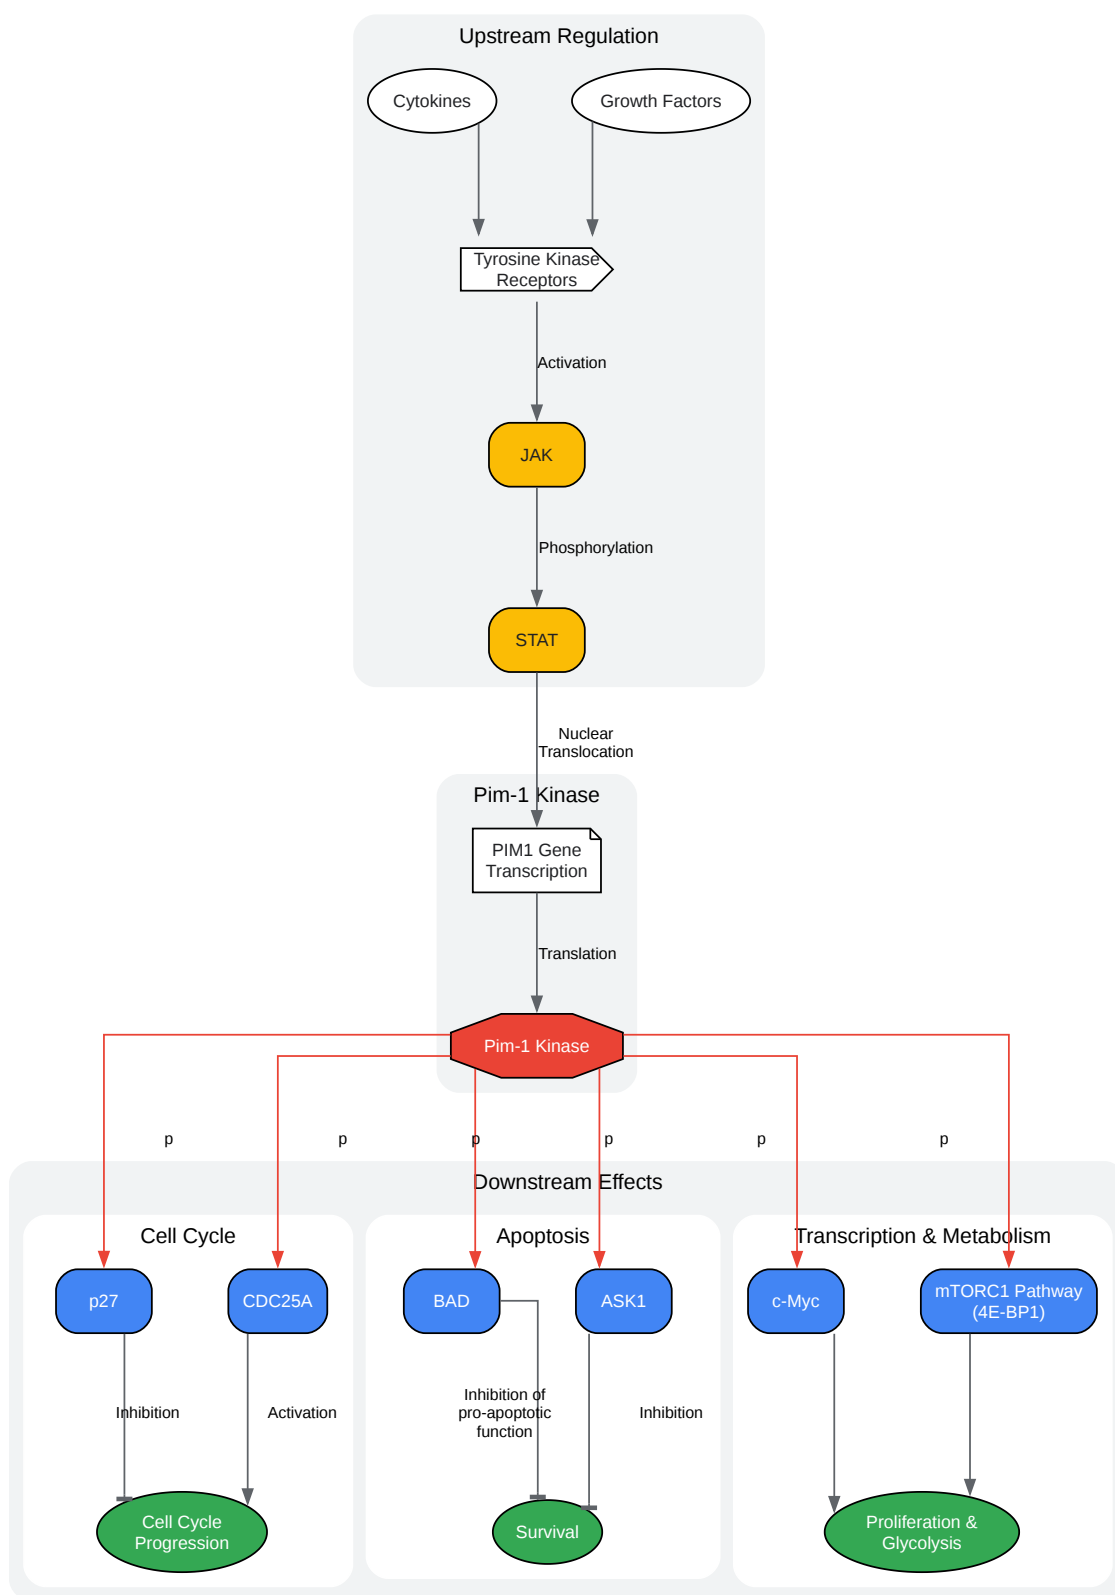 Upstream Regulation
Cytokines
Growth Factors
Tyrosine Kinase
Receptors
Activation
JAK
Phosphorylation
STAT
Nuclear
Translocation
Pim-1 Kinase
PIM1 Gene
Transcription
Translation
Pim-1 Kinase
p
p
p
p
p
p
Downstream Effects
Cell Cycle
Apoptosis
Transcription & Metabolism
p27
CDC25A
BAD
ASK1
c-Myc
mTORC1 Pathway
(4E-BP1)
Inhibition
Activation
Inhibition of
pro-apoptotic
function
Inhibition
Cell Cycle
Progression
Survival
Proliferation &
Glycolysis